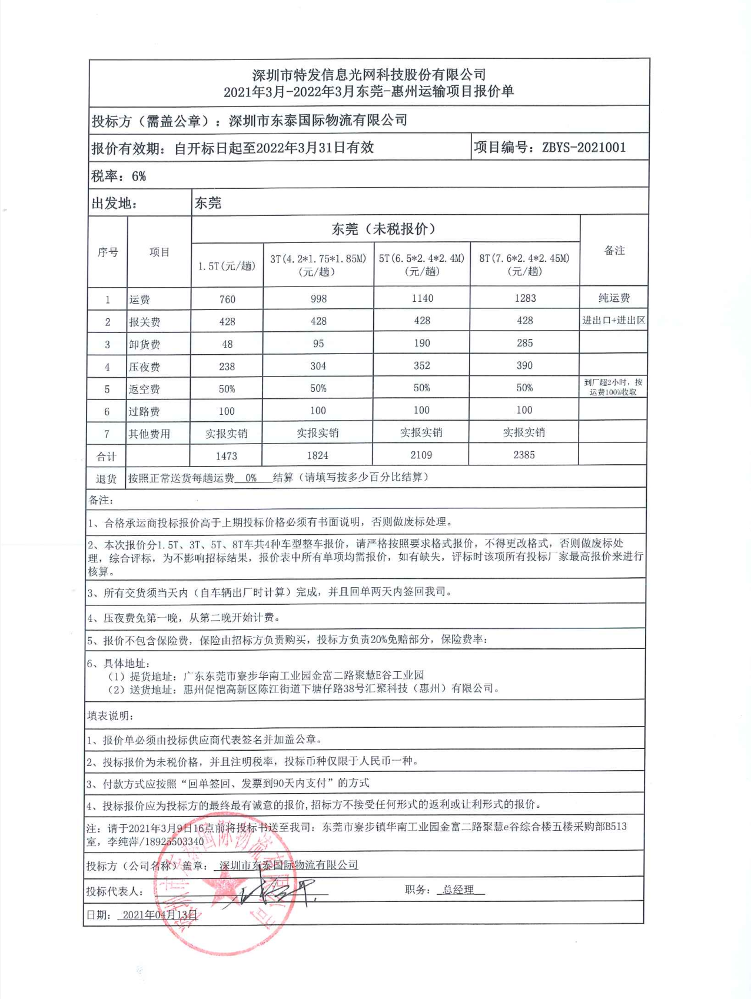 深圳市特发信息光网科技股份有限公司
2021年3月-2022年3月东莞-惠州运输项目报价单
投标方（需盖公章）：深圳市东泰国际物流有限公司
报价有效期：自开标日起至2022年3月31日有效 项目编号：ZBYS-2021001
税率：6%
出发地： 东莞
序号 项目 东莞（未税报价） 备注
1.5T(元/趟) 3T(4.2*1.75*1.85M)(元/趟） 5T(6.5*2.4*2.4M)(元/趟) 8T(7.6*2.4*2.45M)(元/趟)
1 运费 760 998 1140 1283 纯运费
2 报关费 428 428 428 428 进出口+进出区
3 卸货费 48 95 190 285
4 压夜费 238 304 352 390
5 返空费 50% 50% 50% 50% 到厂超2小时，按运费100%收取
6 过路费 100 100 100 100
7 其他费用 实报实销 实报实销 实报实销 实报实销
合计 1473 1824 2109 2385
退货 按照正常送货每趟运费 0% 结算（请填写按多少百分比结算）
备注：
1、合格承运商投标报价高于上期投标价格必须有书面说明，否则做废标处理。
2、本次报价分1.5T、3T、5T、8T车共4种车型整车报价，请严格按照要求格式报价，不得更改格式，否则做废标处
理，综合评标，为不影响招标结果，报价表中所有单项均需报价，如有缺失，评标时该项所有投标厂家最高报价来进行
核算。
3、所有交货须当天内（自车辆出厂时计算）完成，并且回单两天内签回我司。
4、压夜费免第一晚，从第二晚开始计费。
5、报价不包含保险费，保险由招标方负责购买，投标方负责20%免赔部分，保险费率：
6、具体地址：
（1）提货地址：广东东莞市寮步华南工业园金富二路聚慧E谷工业园
（2）送货地址：惠州促恺高新区陈江街道下塘仔路38号汇聚科技（惠州）有限公司。
填表说明：
1、报价单必须由投标供应商代表签名并加盖公章。
2、投标报价为未税价格，并且注明税率，投标币种仅限于人民币一种。
3、付款方式应按照“回单签回、发票到90天内支付”的方式
4、投标报价应为投标方的最终最有诚意的报价,招标方不接受任何形式的返利或让利形式的报价。
注：请于2021年3月9日16点前将投标书送至我司：东莞市寮步镇华南工业园金富二路聚慧e谷综合楼五楼采购部B513
室，李纯萍/18925503340
投标方（公司名称）盖章：深圳市东泰国际物流有限公司
投标代表人： 职务：总经理
日期：2021年04月13日
深圳市东泰国际物流有限公司